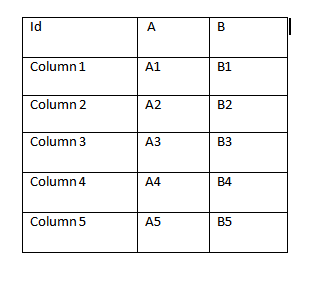 Id A B
Column 1 A1 B1
Column 2 A2 B2
Column 3 A3 B3
Column 4 A4 B4
Column 5 A5 B5